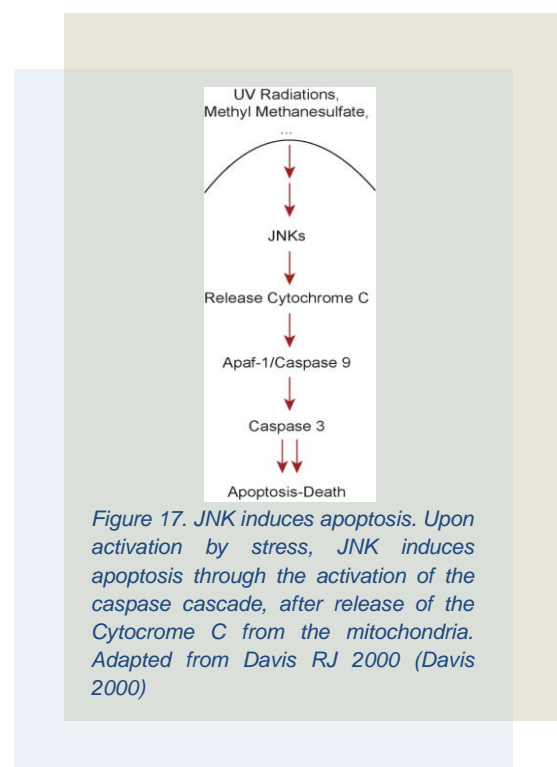 UV Radiations,
Methyl Methanesulfate,
...
JNKs
Release Cytochrome C
Apaf-1/Caspase 9
Caspase 3
Apoptosis-Death
Figure 17. JNK induces apoptosis. Upon
activation by stress, JNK induces
apoptosis through the activation of the
caspase cascade, after release of the
Cytocrome C from the mitochondria.
Adapted from Davis RJ 2000 (Davis
2000)